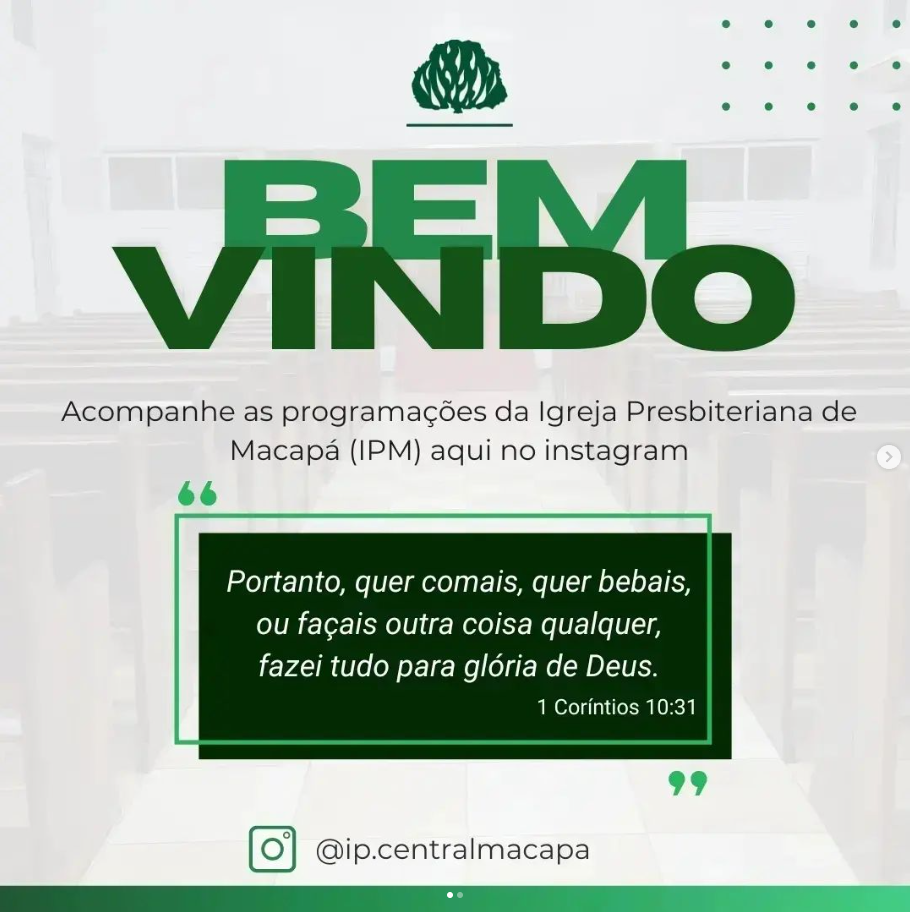 BEM
VINDO
Acompanhe as programações da Igreja Presbiteriana de
Macapá (IPM) aqui no instagram
“
Portanto, quer comais, quer bebais,
ou façais outra coisa qualquer,
fazei tudo para glória de Deus.
1 Coríntios 10:31
”
@ip.centralmacapa